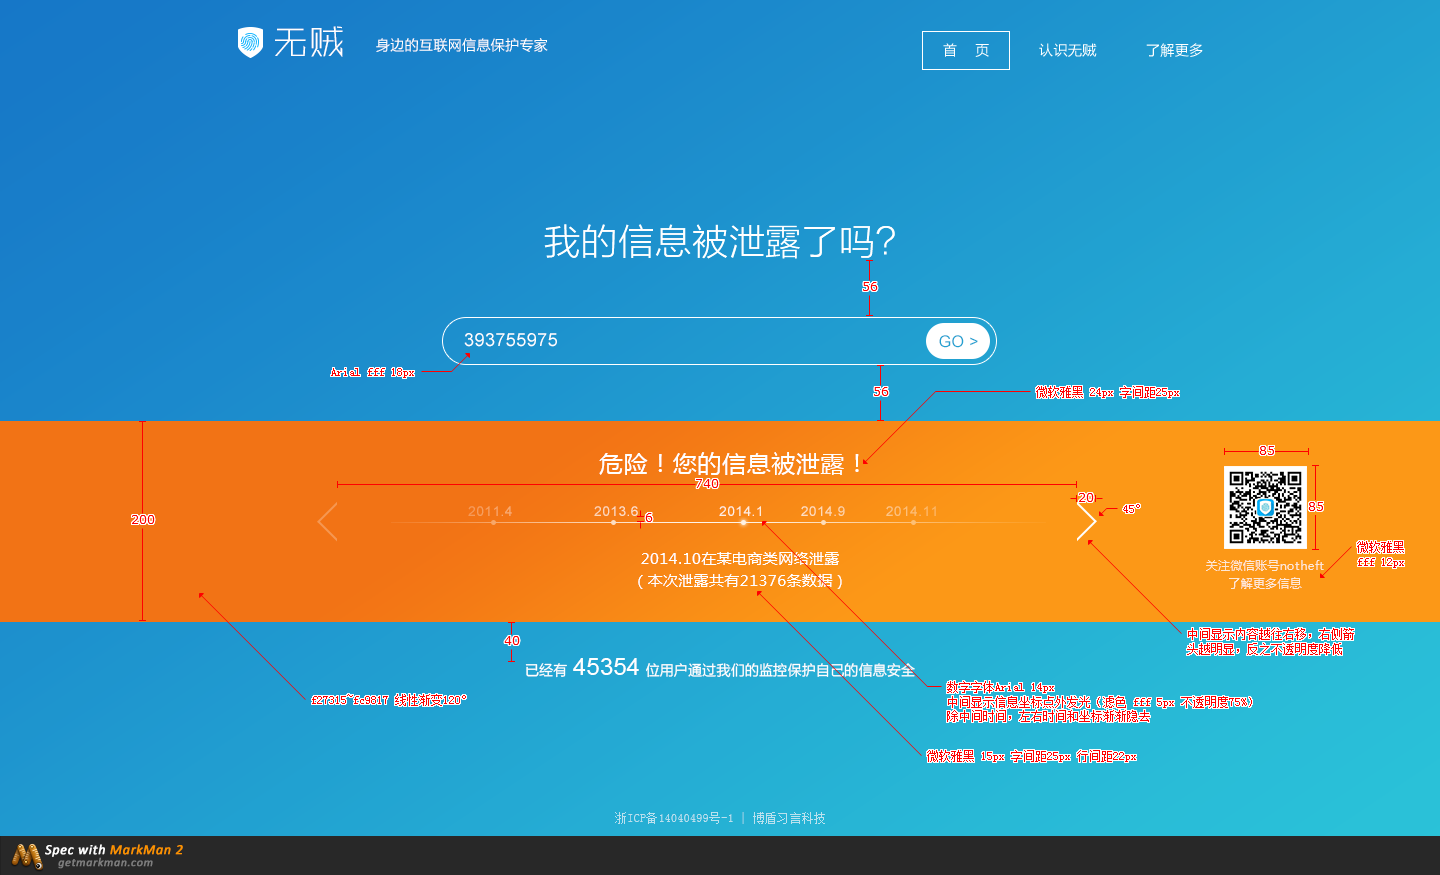 无贼
身边的互联网信息保护专家
首 页
认识无贼
了解更多
我的信息被泄露了吗?
56
393755975
GO >
Arial fff 18px
56
微软雅黑 24px 字间距25px
危险！您的信息被泄露！
740
85
20
45°
85
200
2011.4
2013.6
2014.1
2014.9
2014.11
6
2014.10在某电商类网络泄露
（本次泄露共有21376条数据）
关注微信账号notheft
了解更多信息
微软雅黑
fff 12px
40
中间显示内容越往右移，右侧箭
头越明显，反之不透明度降低
已经有 45354 位用户通过我们的监控保护自己的信息安全
f27315~fc9817 线性渐变120°
数字字体Arial 14px
中间显示信息坐标点外发光（滤色 fff 5px 不透明度75%）
除中间时间，左右时间和坐标渐渐隐去
微软雅黑 15px 字间距25px 行间距22px
浙ICP备14040499号-1 | 博盾习言科技
Spec with MarkMan 2
getmarkman.com